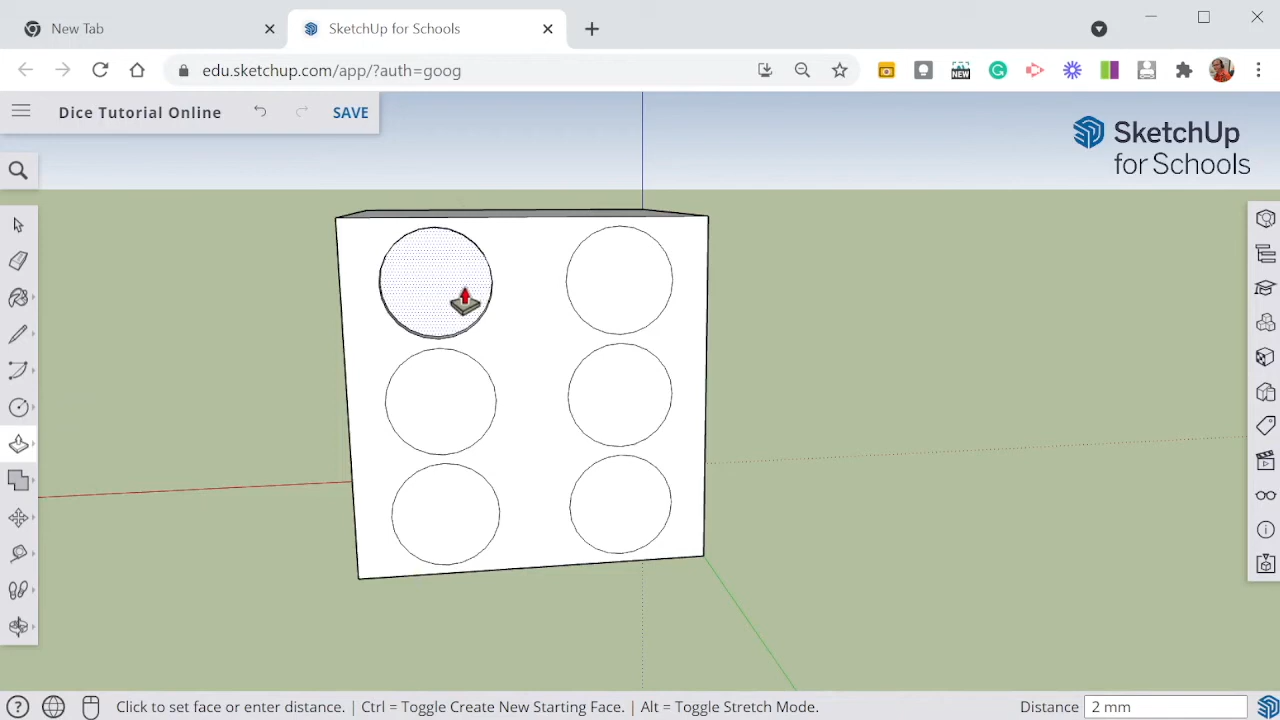 New Tab
SketchUp for Schools
edu.sketchup.com/app/?auth=goog
NEW
Dice Tutorial Online
SAVE
SketchUp
for Schools
Click to set face or enter distance. | Ctrl = Toggle Create New Starting Face. | Alt = Toggle Stretch Mode.
Distance
2 mm